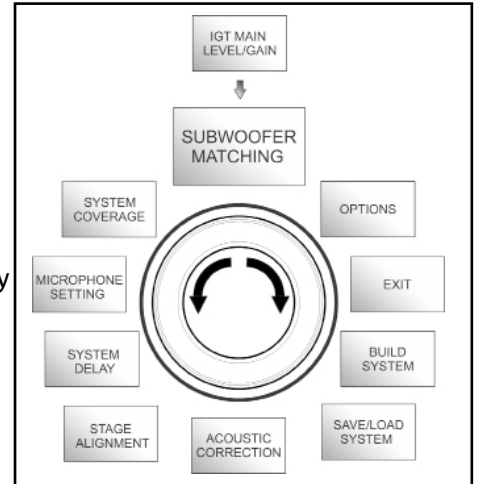 IGT MAIN
LEVEL/GAIN
SUBWOOFER
MATCHING
SYSTEM
COVERAGE
OPTIONS
y
MICROPHONE
SETTING
EXIT
SYSTEM
DELAY
BUILD
SYSTEM
STAGE
ALIGNMENT
ACOUSTIC
CORRECTION
SAVE/LOAD
SYSTEM